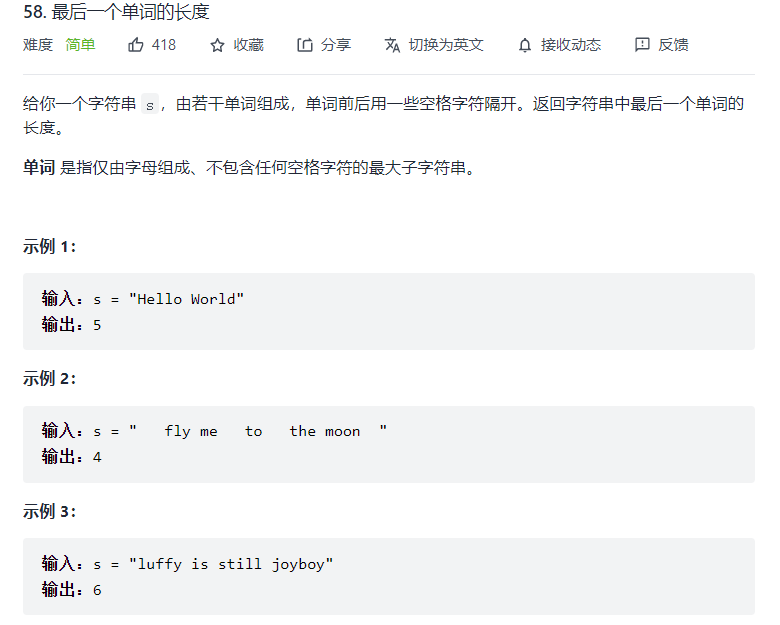 58. 最后一个单词的长度
难度 简单 418 收藏 分享 切换为英文 接收动态 反馈
给你一个字符串 s，由若干单词组成，单词前后用一些空格字符隔开。返回字符串中最后一个单词的
长度。
单词 是指仅由字母组成、不包含任何空格字符的最大子字符串。
示例 1：
输入：s = "Hello World"
输出：5
示例 2：
输入：s = "   fly me   to   the moon  "
输出：4
示例 3：
输入：s = "luffy is still joyboy"
输出：6